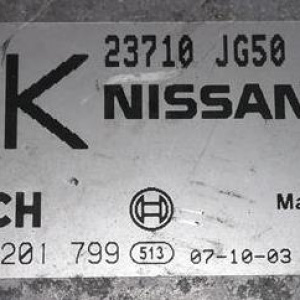 23710 JG50
K NISSAN
CH Ma
201 799 513 07-10-03